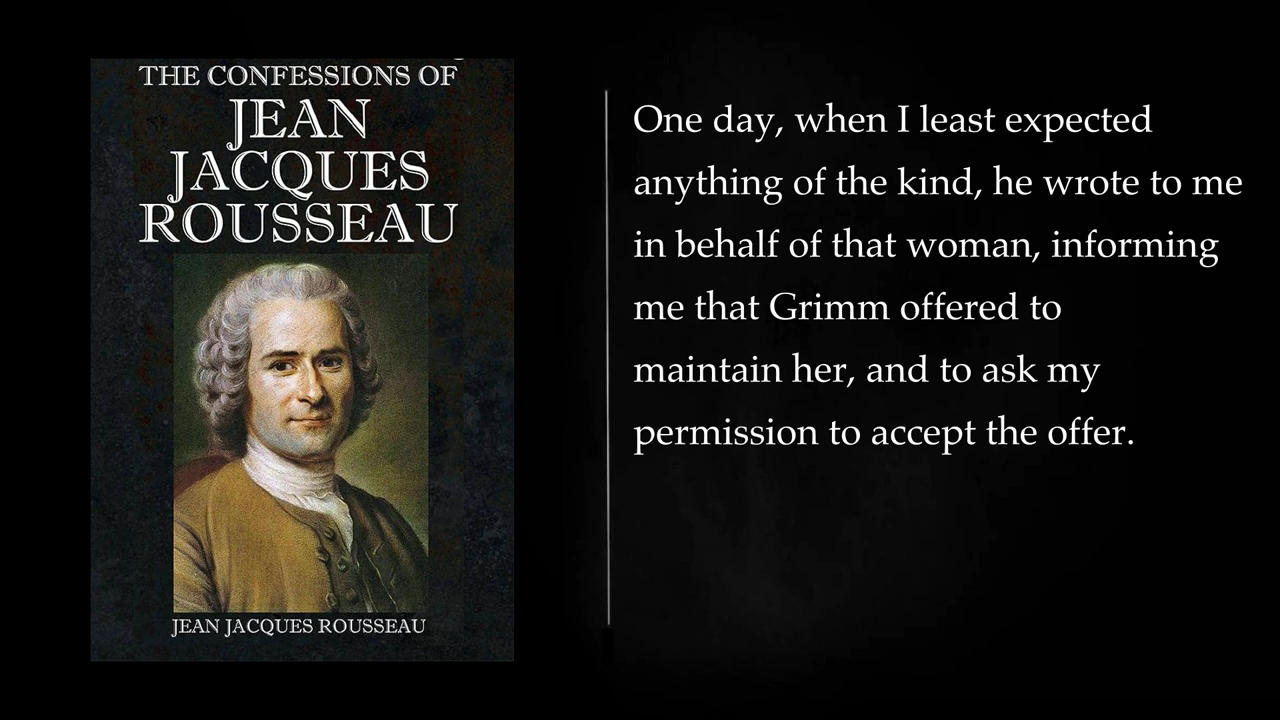 THE CONFESSIONS OF
JEAN
JACQUES
ROUSSEAU
JEAN JACQUES ROUSSEAU
One day, when I least expected
anything of the kind, he wrote to me
in behalf of that woman, informing
me that Grimm offered to
maintain her, and to ask my
permission to accept the offer.